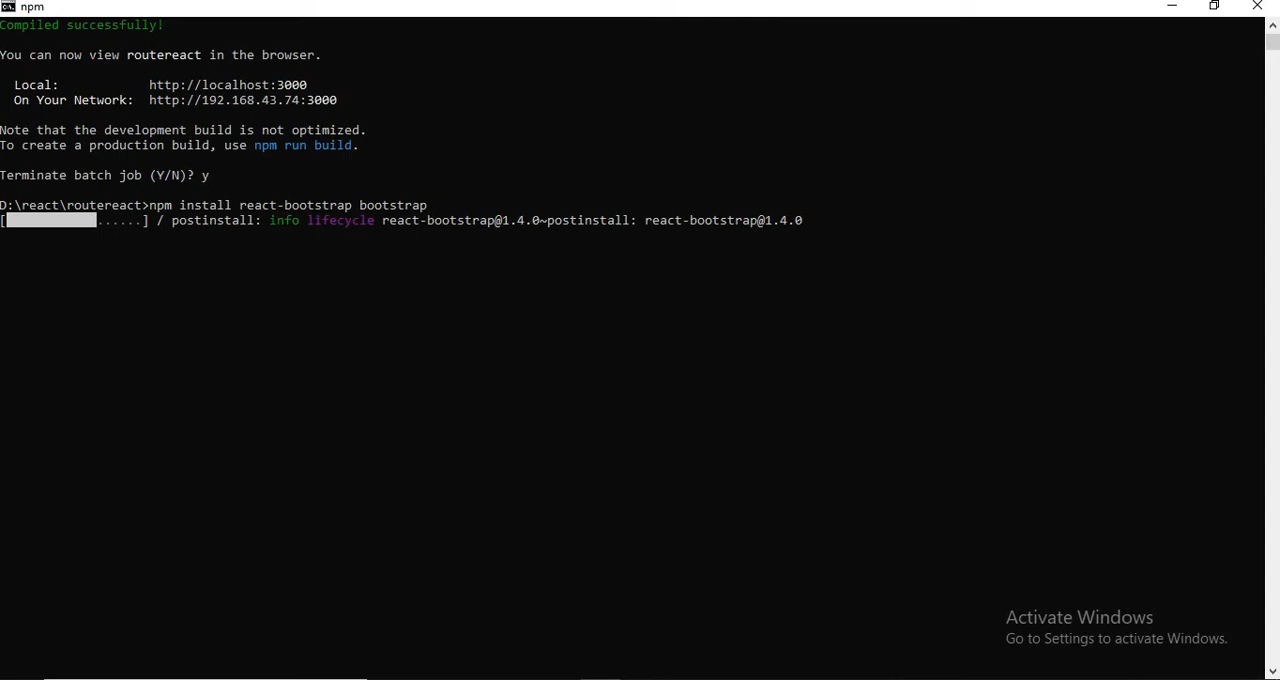 npm
Compiled successfully!
You can now view routereact in the browser.
Local: http://localhost:3000
On Your Network: http://192.168.43.74:3000
Note that the development build is not optimized.
To create a production build, use npm run build.
Terminate batch job (Y/N)? y
D:\react\routereact>npm install react-bootstrap bootstrap
[ ......] / postinstall: info lifecycle react-bootstrap@1.4.0~postinstall: react-bootstrap@1.4.0
Activate Windows
Go to Settings to activate Windows.